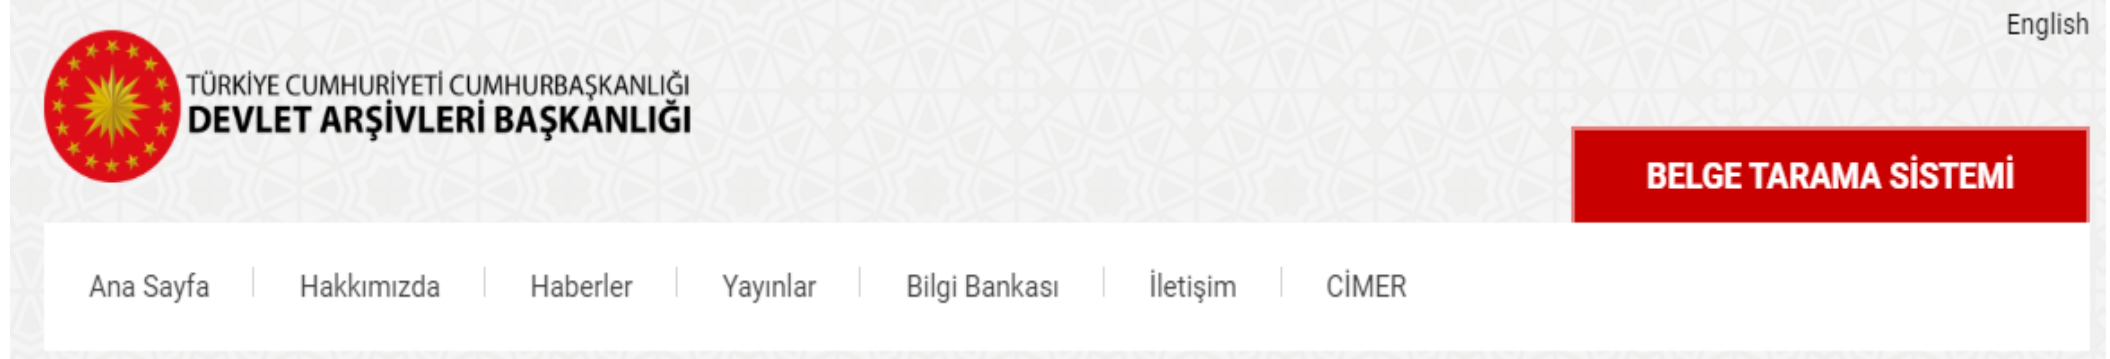 English
TÜRKİYE CUMHURİYETİ CUMHURBAŞKANLIĞI
DEVLET ARŞİVLERİ BAŞKANLIĞI
BELGE TARAMA SİSTEMİ
Ana Sayfa Hakkımızda Haberler Yayınlar Bilgi Bankası İletişim CİMER